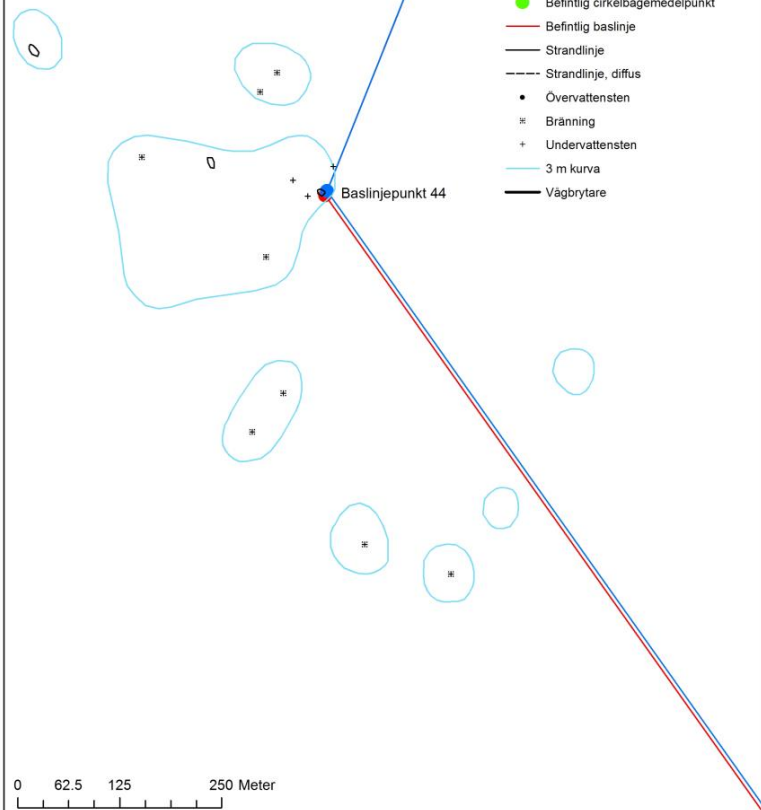 Befintlig cirkelbågemedelpunkt
Befintlig baslinje
Strandlinje
Strandlinje, diffus
Övervattensten
Bränning
Undervattensten
3 m kurva
Vågbrytare
Baslinjepunkt 44
0 62.5 125 250 Meter